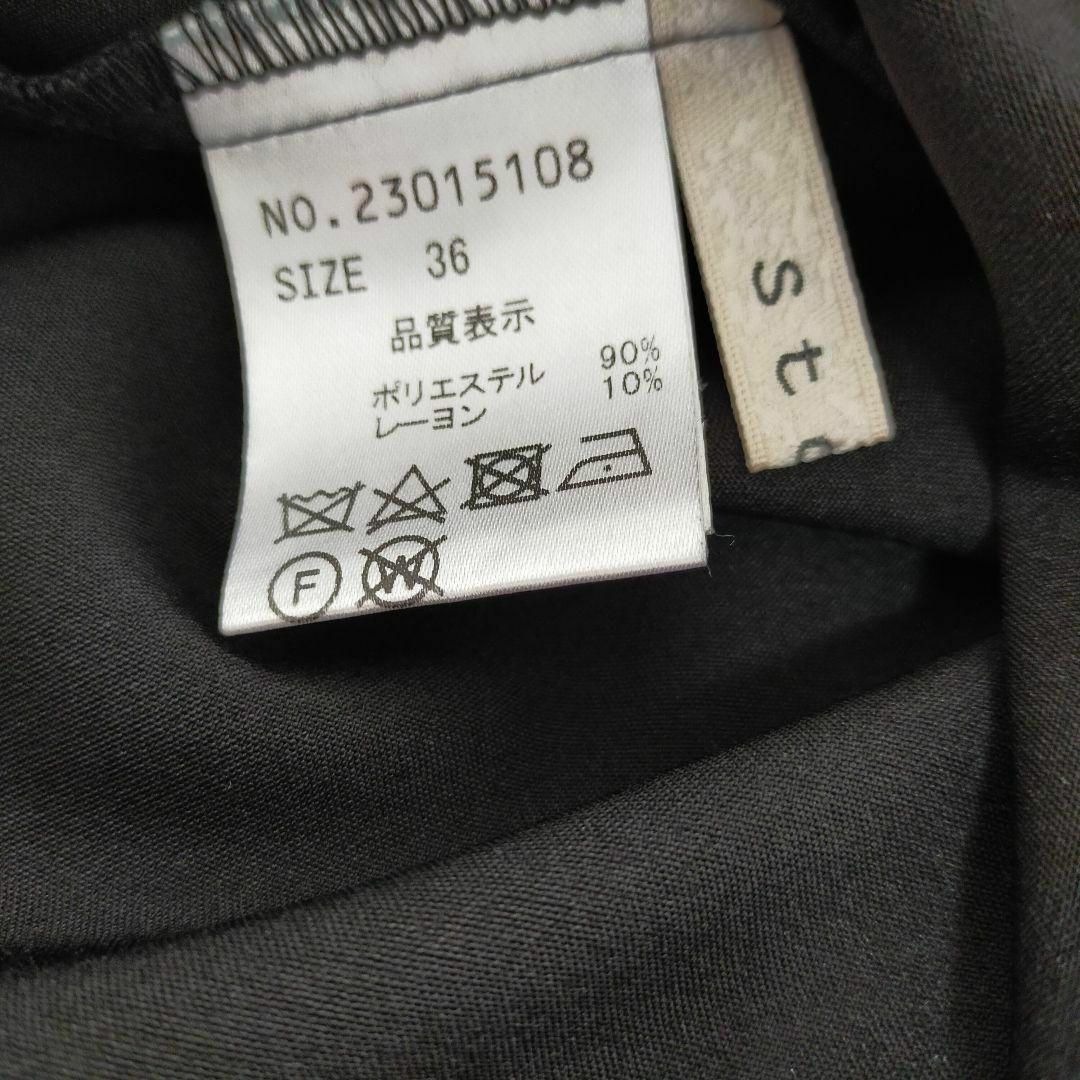 NO.23015108
SIZE 36
品質表示
ポリエステル 90%
レーヨン 10%
F
W
St